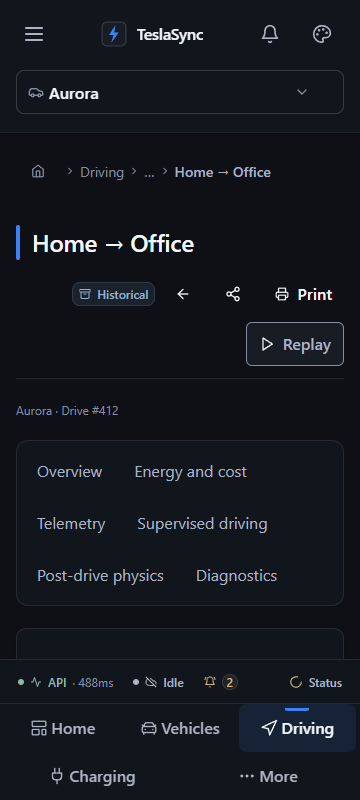 TeslaSync
Aurora
Driving ... Home → Office
Home → Office
Historical Print
Replay
Aurora · Drive #412
Overview Energy and cost
Telemetry Supervised driving
Post-drive physics Diagnostics
API · 488ms Idle 2 Status
Home Vehicles Driving
Charging More